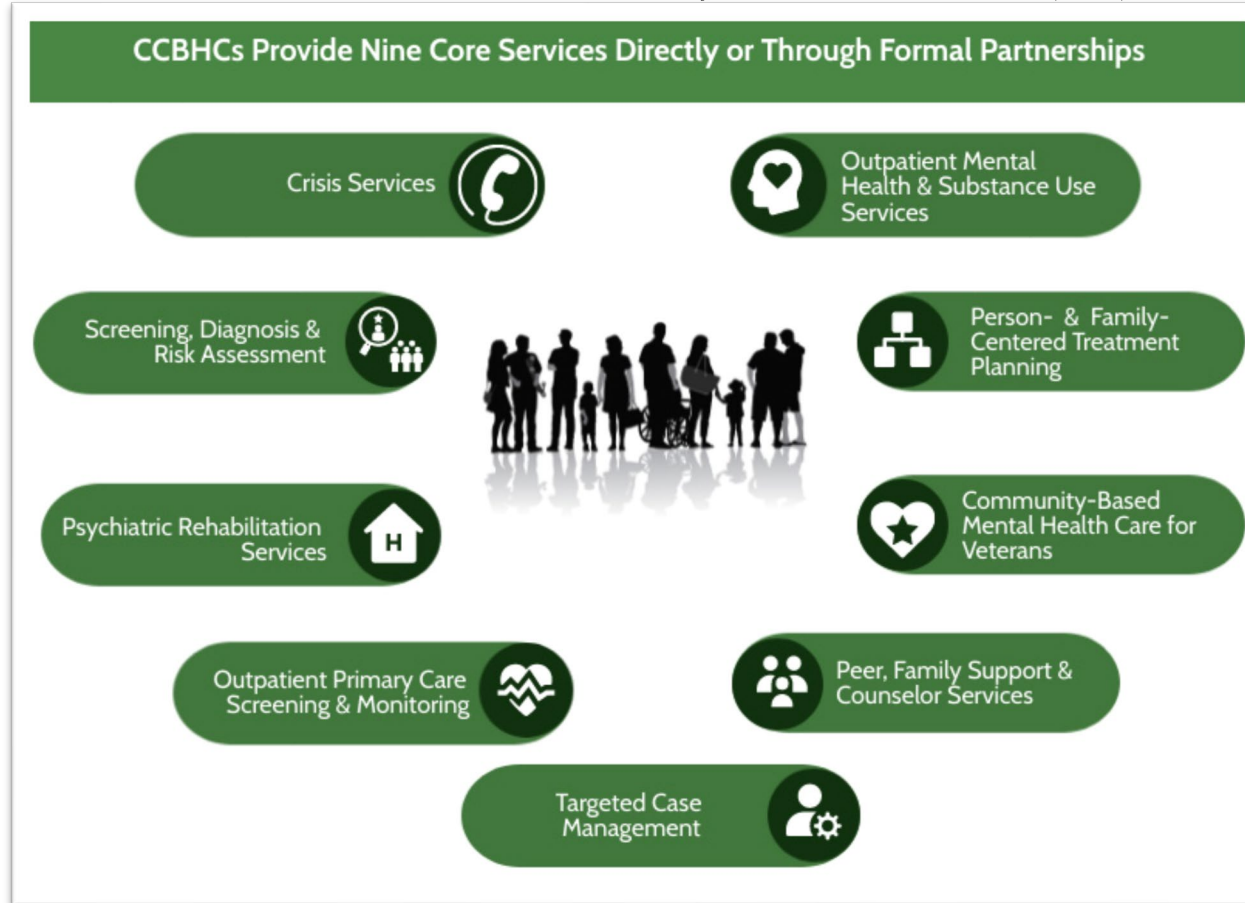 CCBHCs Provide Nine Core Services Directly or Through Formal Partnerships
Crisis Services
Outpatient Mental
Health & Substance Use
Services
Screening, Diagnosis &
Risk Assessment
Person- & Family-
Centered Treatment
Planning
Psychiatric Rehabilitation
Services
H
Community-Based
Mental Health Care for
Veterans
Outpatient Primary Care
Screening & Monitoring
Peer, Family Support &
Counselor Services
Targeted Case
Management